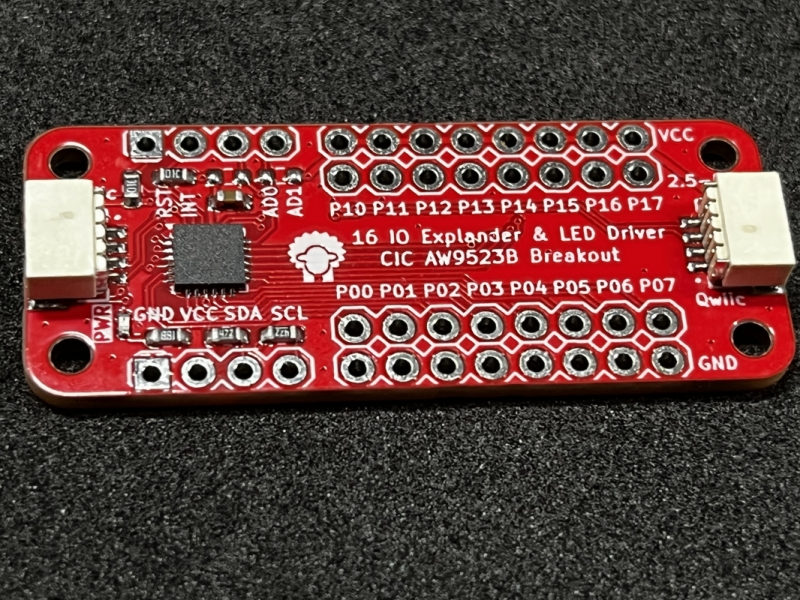 VCC
2.5-
P10 P11 P12 P13 P14 P15 P16 P17
RST
INT
AD0
AD1
16 IO Explander & LED Driver
CIC AW9523B Breakout
P00 P01 P02 P03 P04 P05 P06 P07
Qwiic
PWR
GND VCC SDA SCL
GND